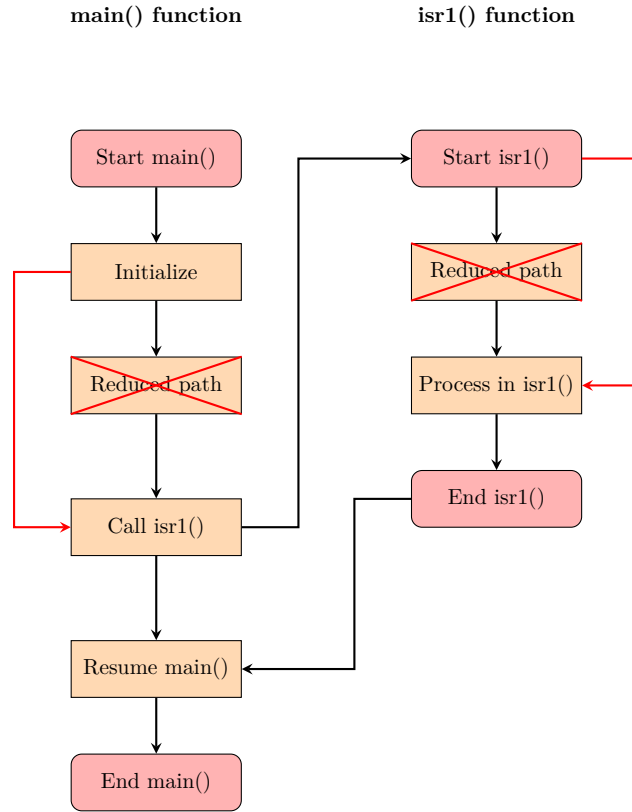 main() function
isr1() function
Start main()
Initialize
Reduced path
Call isr1()
Resume main()
End main()
Start isr1()
Reduced path
Process in isr1()
End isr1()